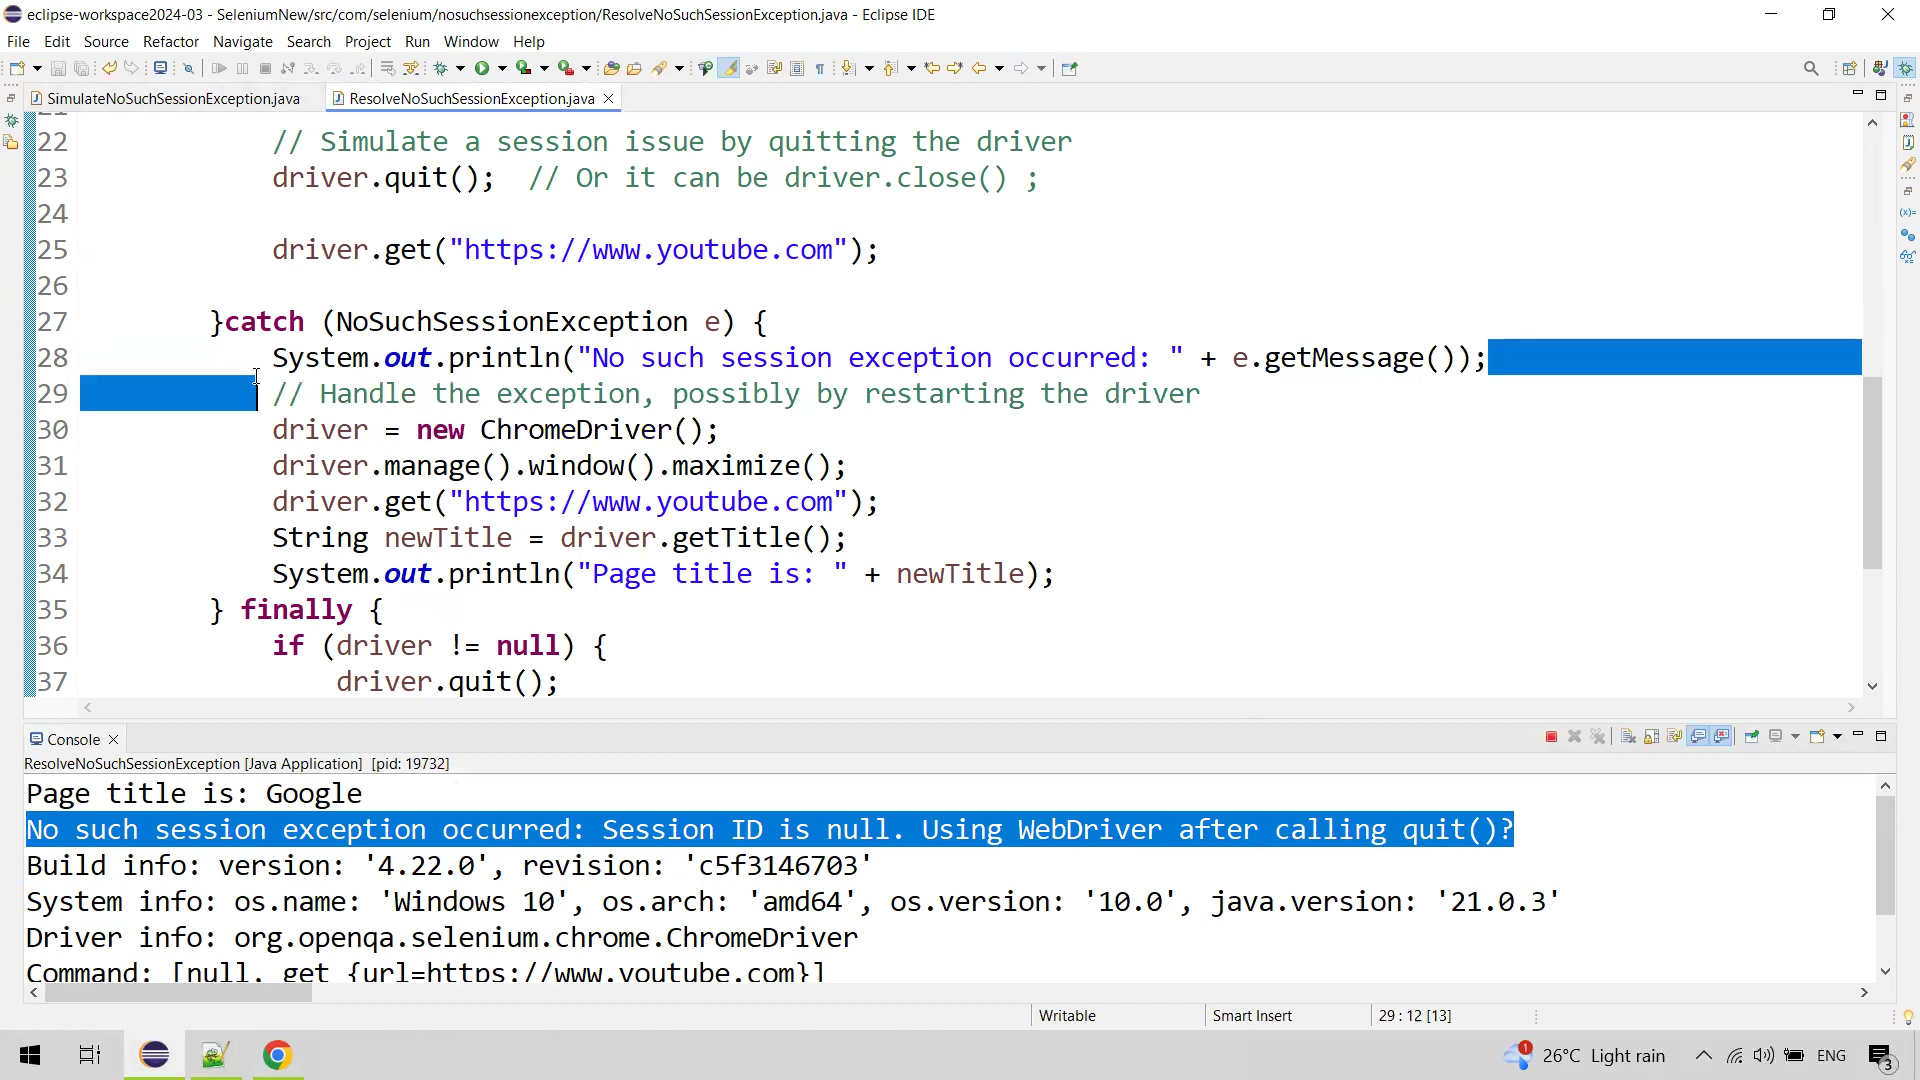 eclipse-workspace2024-03 - SeleniumNew/src/com/selenium/nosuchsessionexception/ResolveNoSuchSessionException.java - Eclipse IDE
File Edit Source Refactor Navigate Search Project Run Window Help
SimulateNoSuchSessionException.java ResolveNoSuchSessionException.java
22 // Simulate a session issue by quitting the driver
23 driver.quit(); // Or it can be driver.close() ;
24
25 driver.get("https://www.youtube.com");
26
27 }catch (NoSuchSessionException e) {
28 System.out.println("No such session exception occurred: " + e.getMessage());
29 // Handle the exception, possibly by restarting the driver
30 driver = new ChromeDriver();
31 driver.manage().window().maximize();
32 driver.get("https://www.youtube.com");
33 String newTitle = driver.getTitle();
34 System.out.println("Page title is: " + newTitle);
35 } finally {
36 if (driver != null) {
37 driver.quit();
Console
ResolveNoSuchSessionException [Java Application] [pid: 19732]
Page title is: Google
No such session exception occurred: Session ID is null. Using WebDriver after calling quit()?
Build info: version: '4.22.0', revision: 'c5f3146703'
System info: os.name: 'Windows 10', os.arch: 'amd64', os.version: '10.0', java.version: '21.0.3'
Driver info: org.openqa.selenium.chrome.ChromeDriver
Command: [null, get {url=https://www.youtube.com}]
Writable Smart Insert 29 : 12 [13]
1 26°C Light rain ENG 3